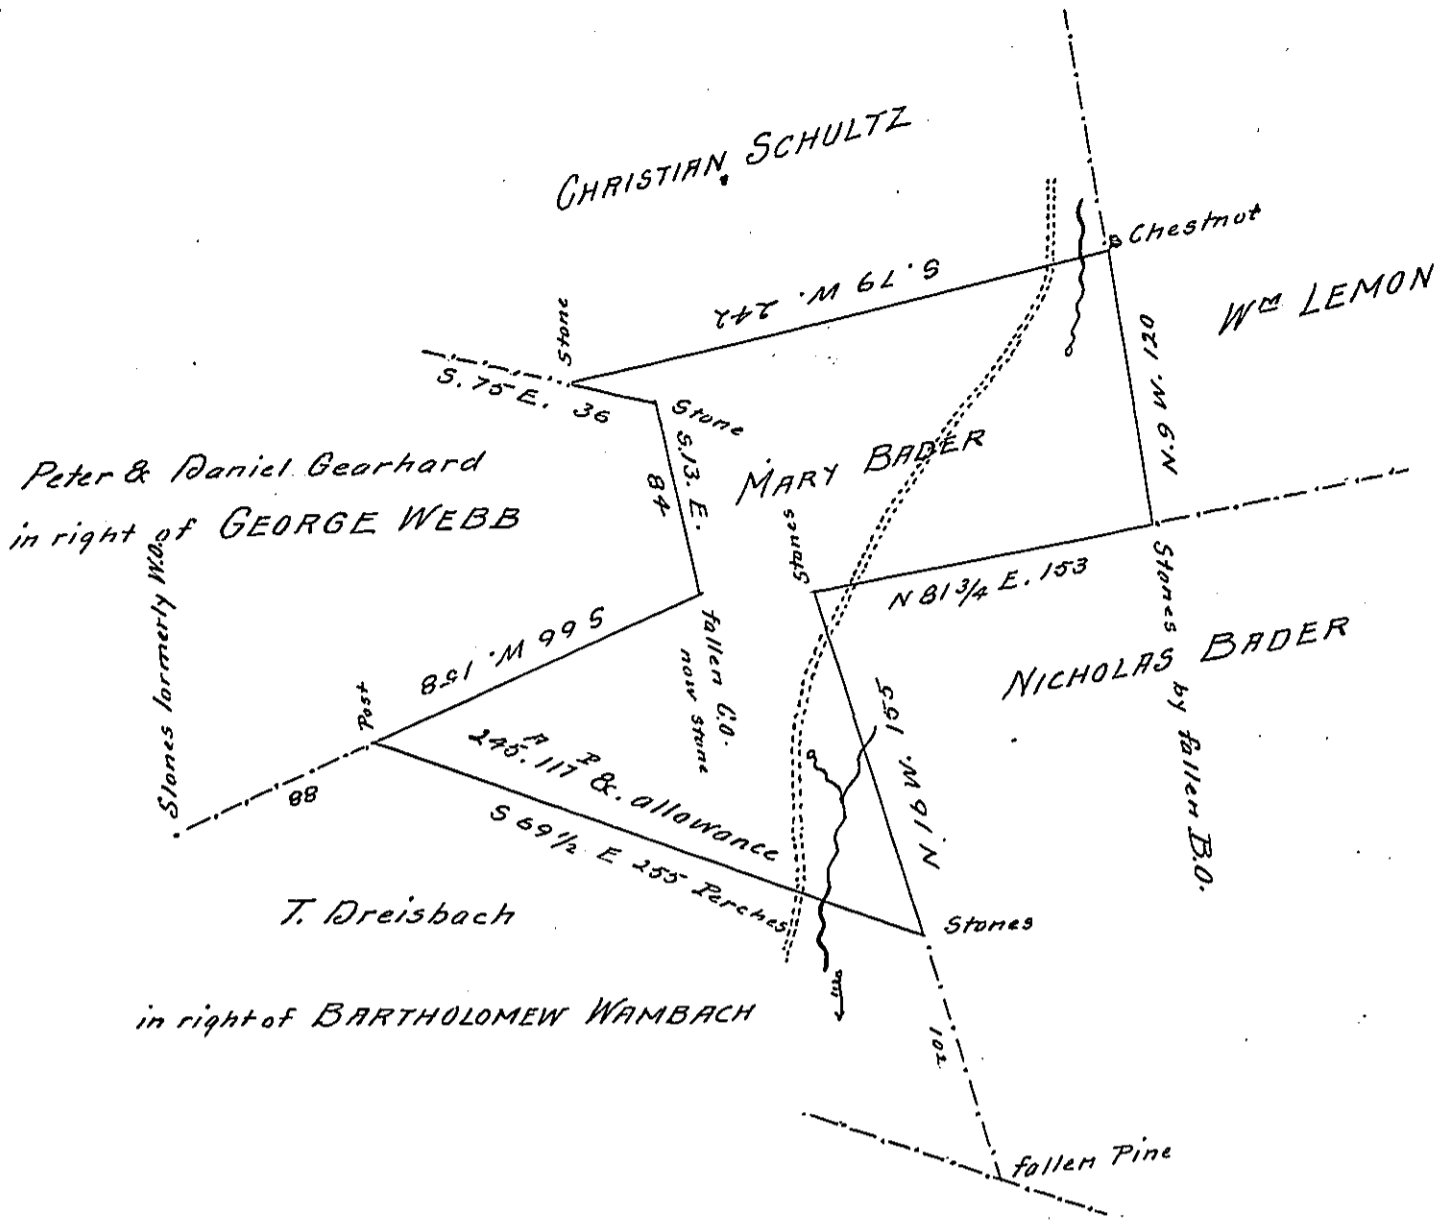 CHRISTIAN SCHULTZ
Chestnut
Wm LEMON
S. 79 W. 242
Stone
S. 75 E. 36
Stone
S. 13. E.
84
N. 9 W. 120
MARY BADER
Peter & Daniel Gearhard
in right of GEORGE WEBB
Stones
N 81 3/4 E. 153
Stones by fallen B.O.
Stones formerly W.O.
S 66 W. 158
fallen C.O.
now stone
NICHOLAS BADER
Post
88
A P
245. 117 & allowance
S 69 1/2 E 255 Perches
N 16 W. 155
T. Dreisbach
Stones
in right of BARTHOLOMEW WAMBACH
102
fallen Pine